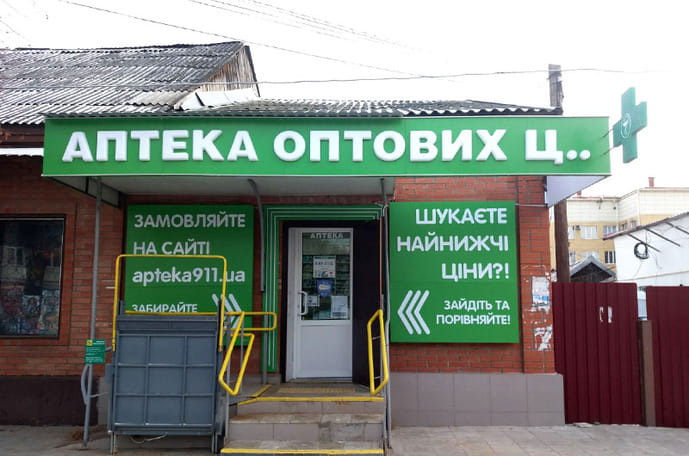 АПТЕКА ОПТОВИХ Ц..
ЗАМОВЛЯЙТЕ
НА САЙТІ
apteka911.ua
ЗАБИРАЙТЕ
АПТЕКА
ШУКАЄТЕ
НАЙНИЖЧІ
ЦІНИ?!
ЗАЙДІТЬ ТА
ПОРІВНЯЙТЕ!